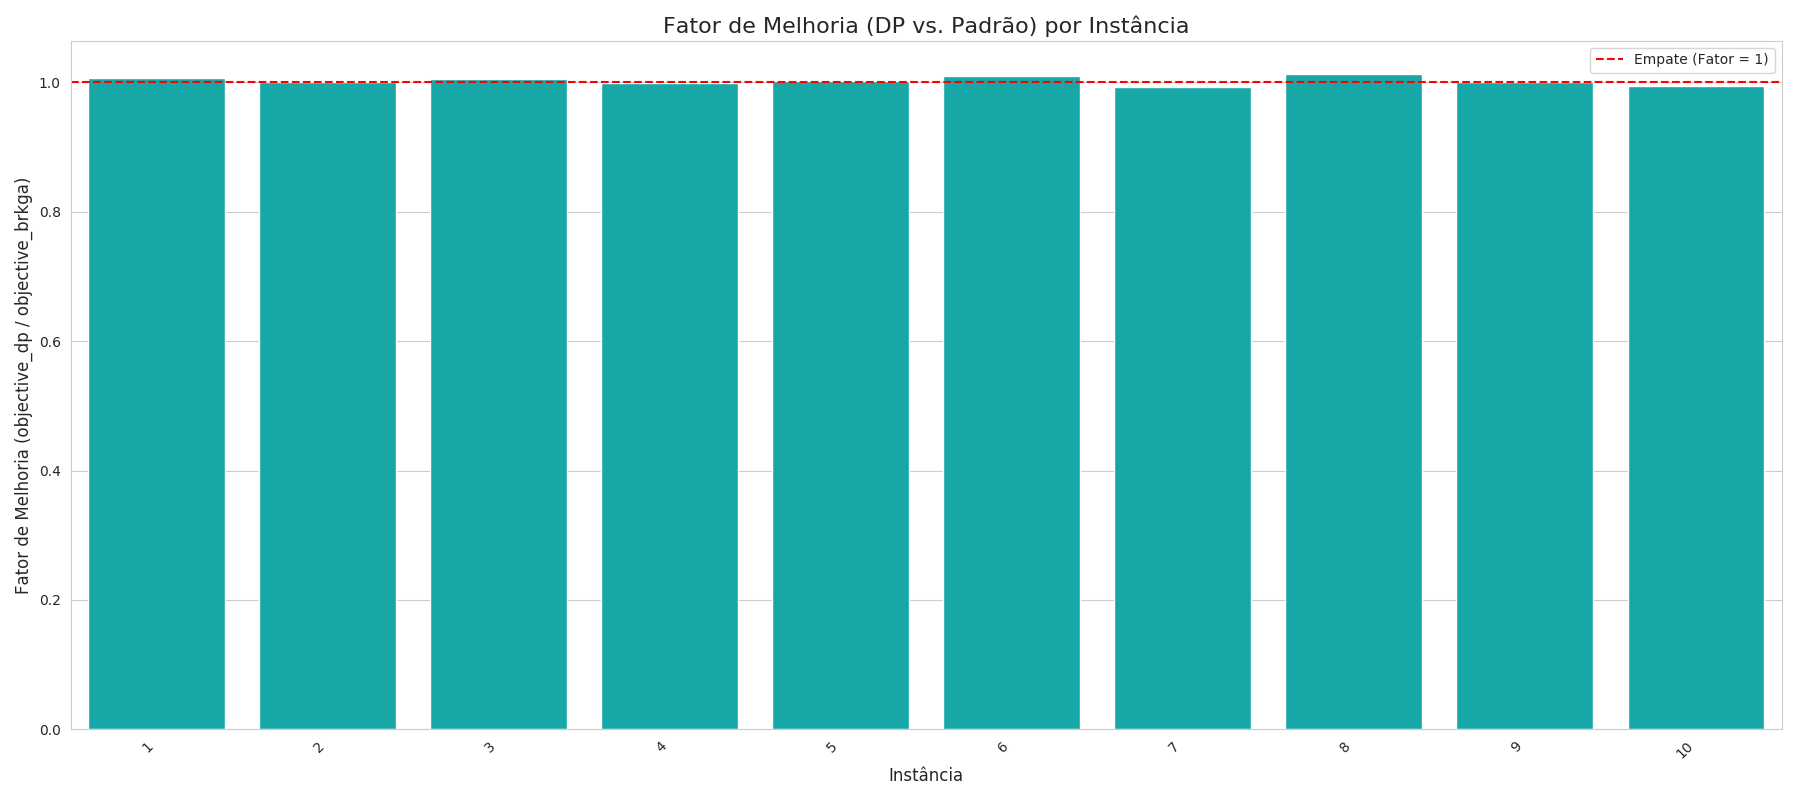 Fator de Melhoria (DP vs. Padrão) por Instância
Empate (Fator = 1)
Fator de Melhoria (objective_dp / objective_brkga)
1.0
0.8
0.6
0.4
0.2
0.0
1 2 3 4 5 6 7 8 9 10
Instância